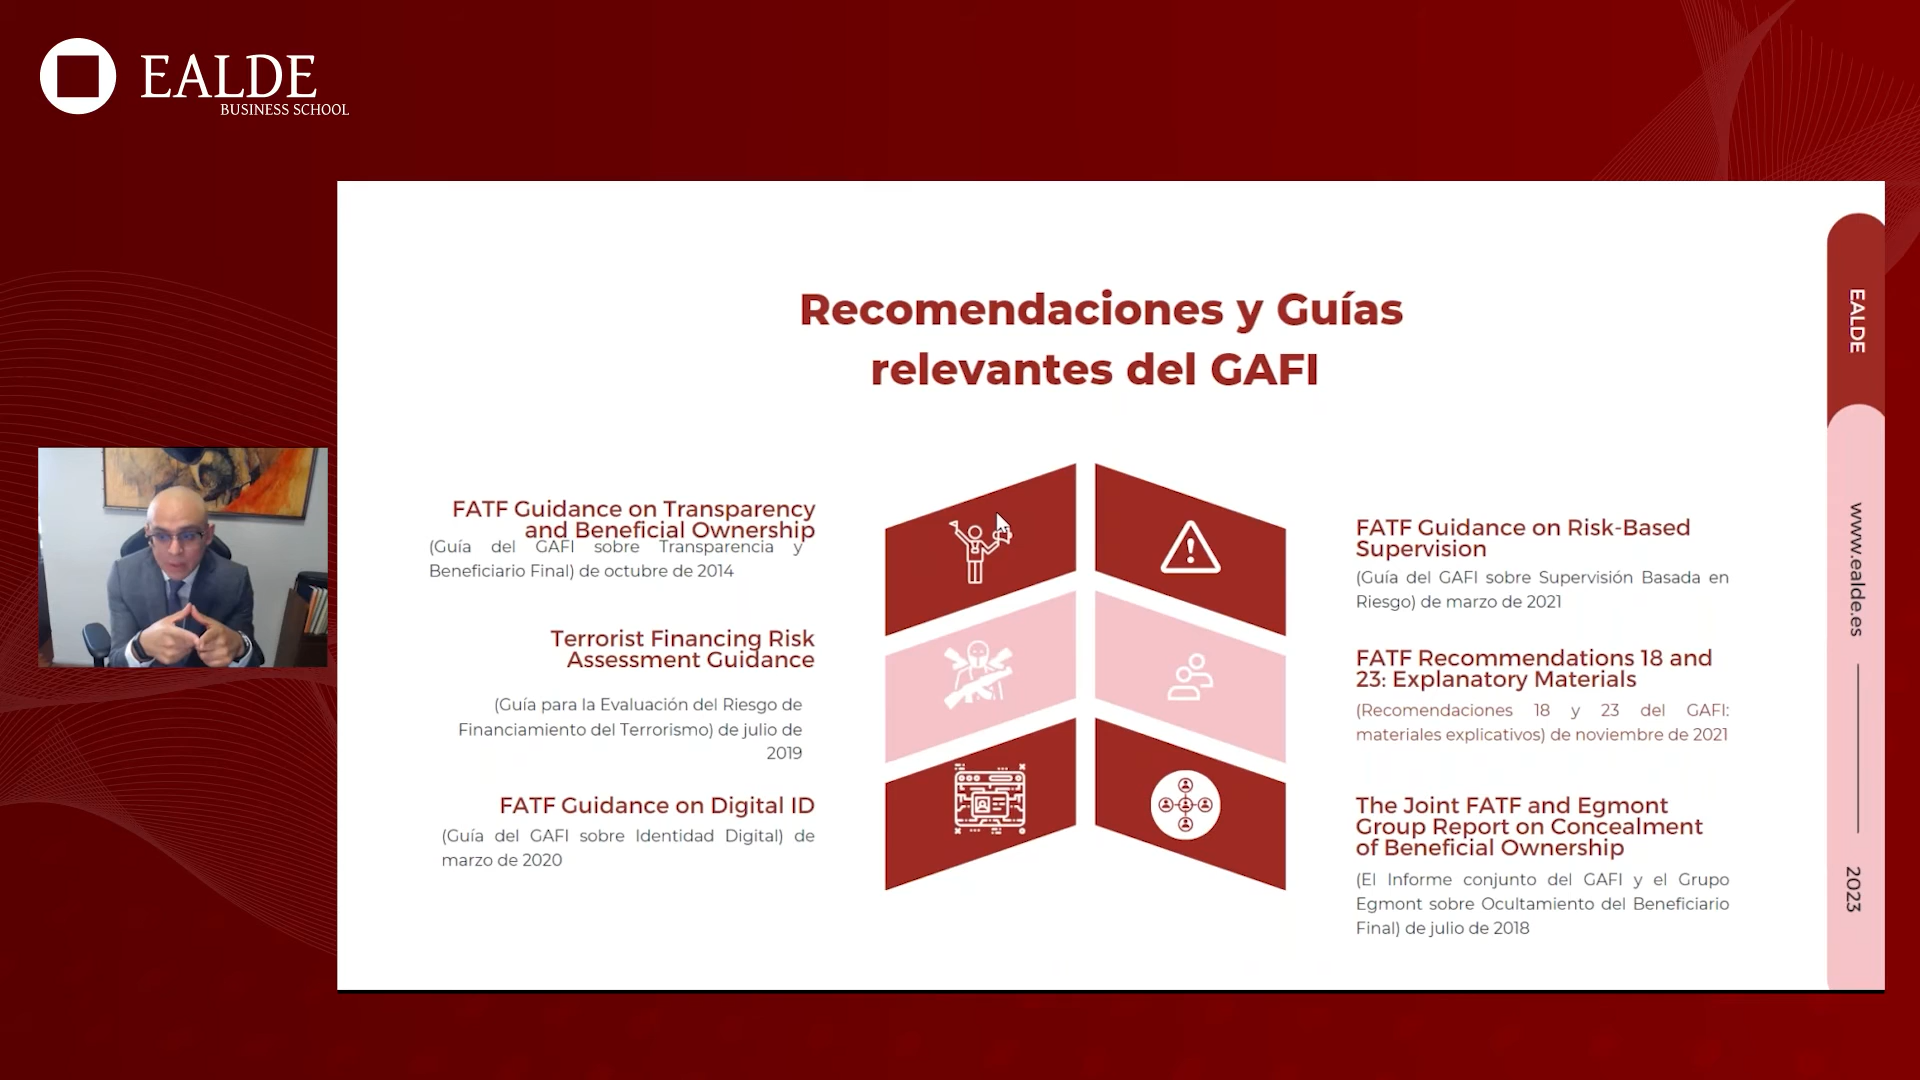 EALDE
BUSINESS SCHOOL
Recomendaciones y Guías
relevantes del GAFI
FATF Guidance on Transparency
and Beneficial Ownership
(Guía del GAFI sobre Transparencia y
Beneficiario Final) de octubre de 2014
Terrorist Financing Risk
Assessment Guidance
(Guía para la Evaluación del Riesgo de
Financiamiento del Terrorismo) de julio de
2019
FATF Guidance on Digital ID
(Guía del GAFI sobre Identidad Digital) de
marzo de 2020
FATF Guidance on Risk-Based
Supervision
(Guía del GAFI sobre Supervisión Basada en
Riesgo) de marzo de 2021
FATF Recommendations 18 and
23: Explanatory Materials
(Recomendaciones 18 y 23 del GAFI:
materiales explicativos) de noviembre de 2021
The Joint FATF and Egmont
Group Report on Concealment
of Beneficial Ownership
(El Informe conjunto del GAFI y el Grupo
Egmont sobre Ocultamiento del Beneficiario
Final) de julio de 2018
EALDE
www.ealde.es
2023